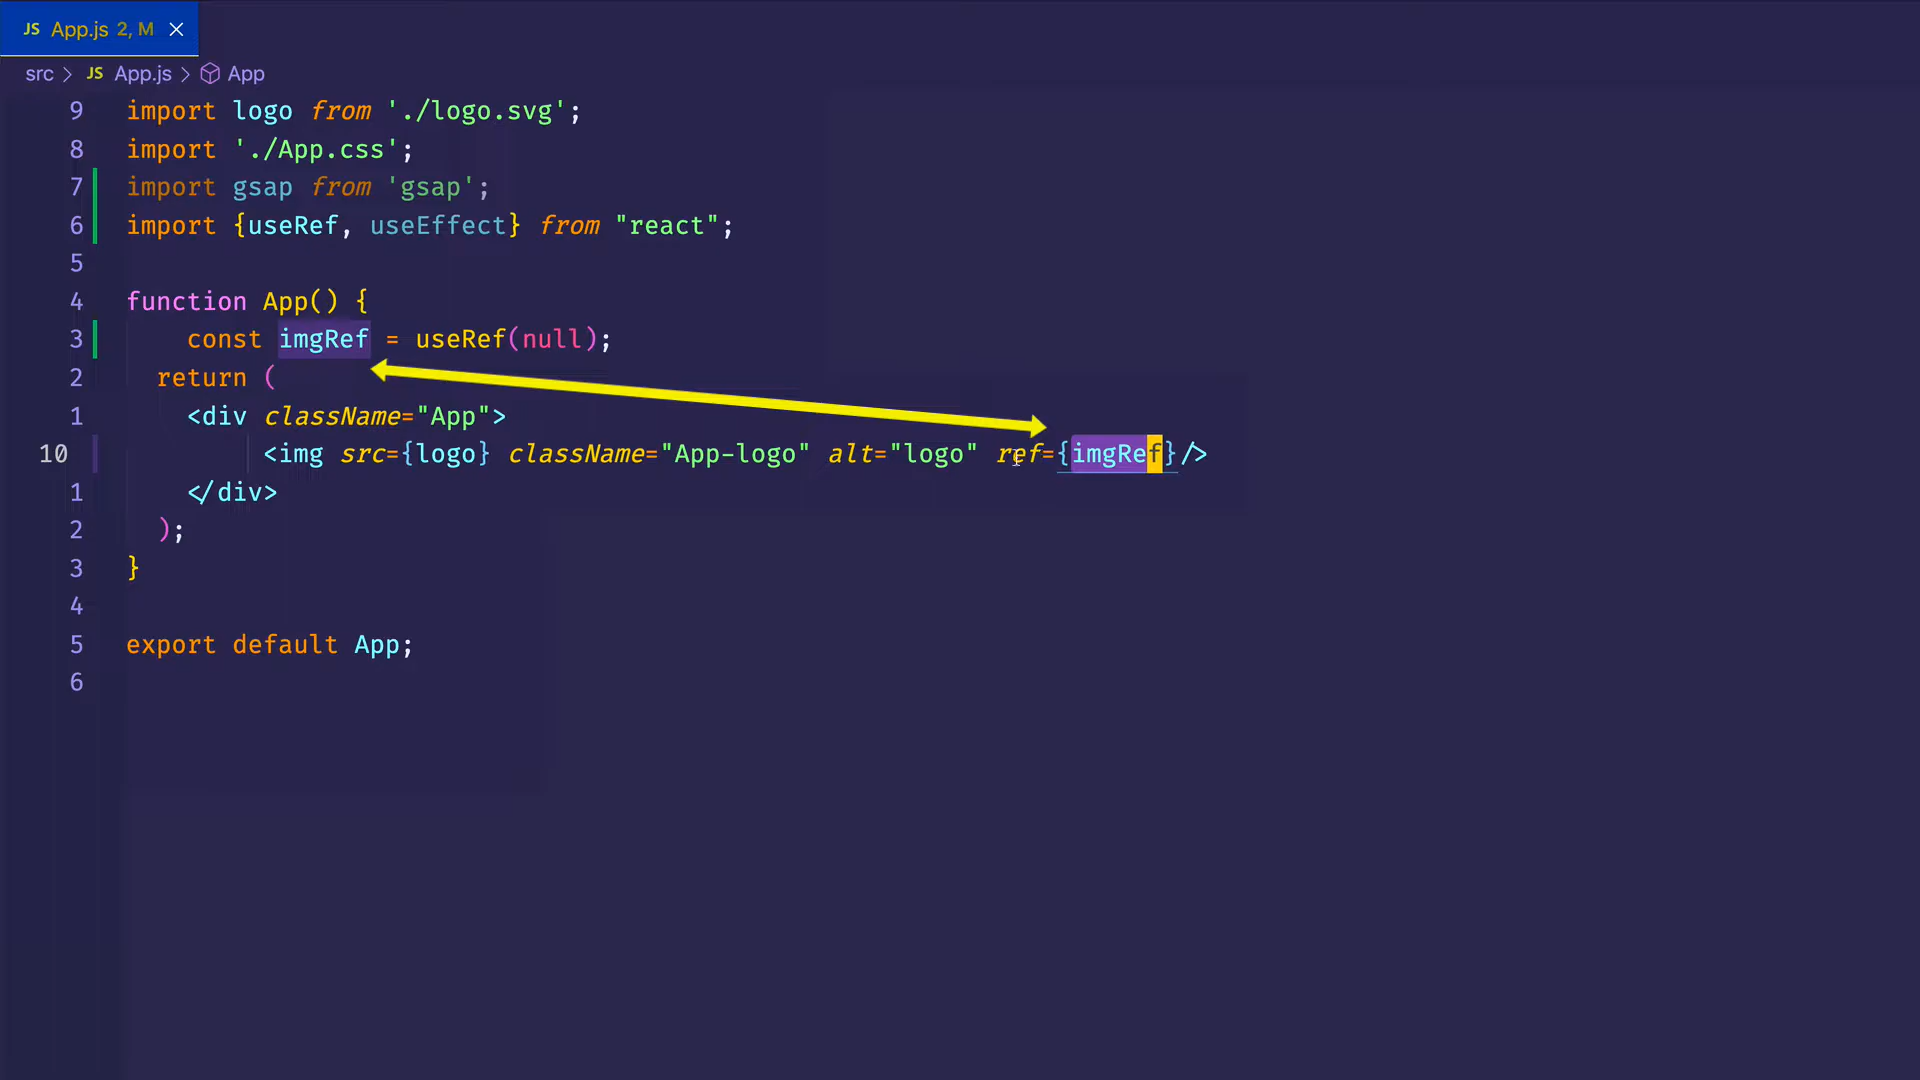 JS App.js 2, M
src > JS App.js > App
9 import logo from './logo.svg';
8 import './App.css';
7 import gsap from 'gsap';
6 import {useRef, useEffect} from "react";
5
4 function App() {
3 const imgRef = useRef(null);
2 return (
1 <div className="App">
10 <img src={logo} className="App-logo" alt="logo" ref={imgRef}/>
1 </div>
2 );
3 }
4
5 export default App;
6